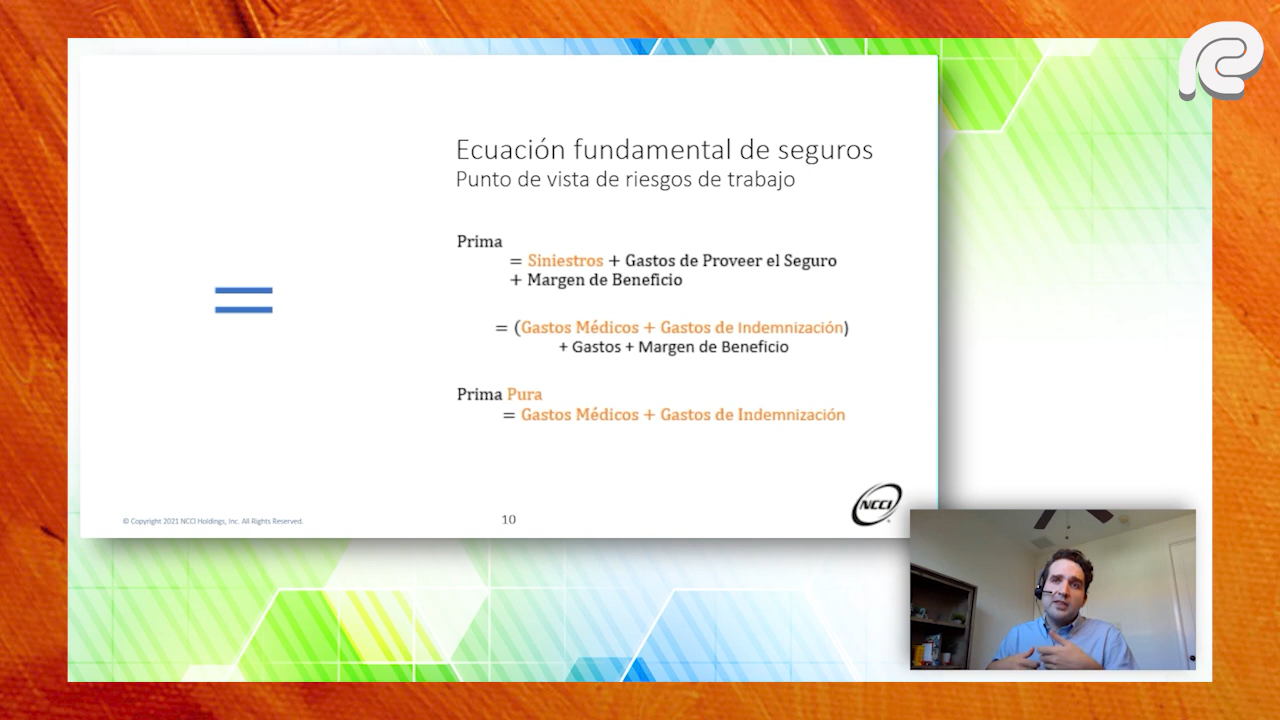 Ecuación fundamental de seguros
Punto de vista de riesgos de trabajo
=
Prima
= Siniestros + Gastos de Proveer el Seguro
+ Margen de Beneficio
= (Gastos Médicos + Gastos de Indemnización)
+ Gastos + Margen de Beneficio
Prima Pura
= Gastos Médicos + Gastos de Indemnización
NCCI
© Copyright 2021 NCCI Holdings, Inc. All Rights Reserved.
10